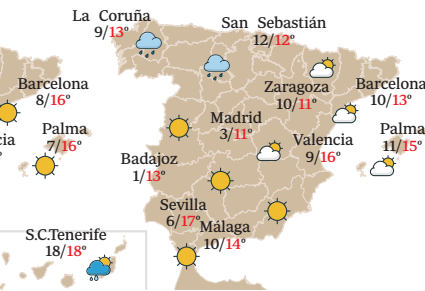 La Coruña
9/13°
San Sebastián
12/12°
Barcelona
8/16°
Zaragoza
10/11°
Barcelona
10/13°
Palma
7/16°
Madrid
3/11°
Valencia
9/16°
Palma
11/15°
cia
°
Badajoz
1/13°
Sevilla
6/17°
Málaga
10/14°
S.C.Tenerife
18/18°